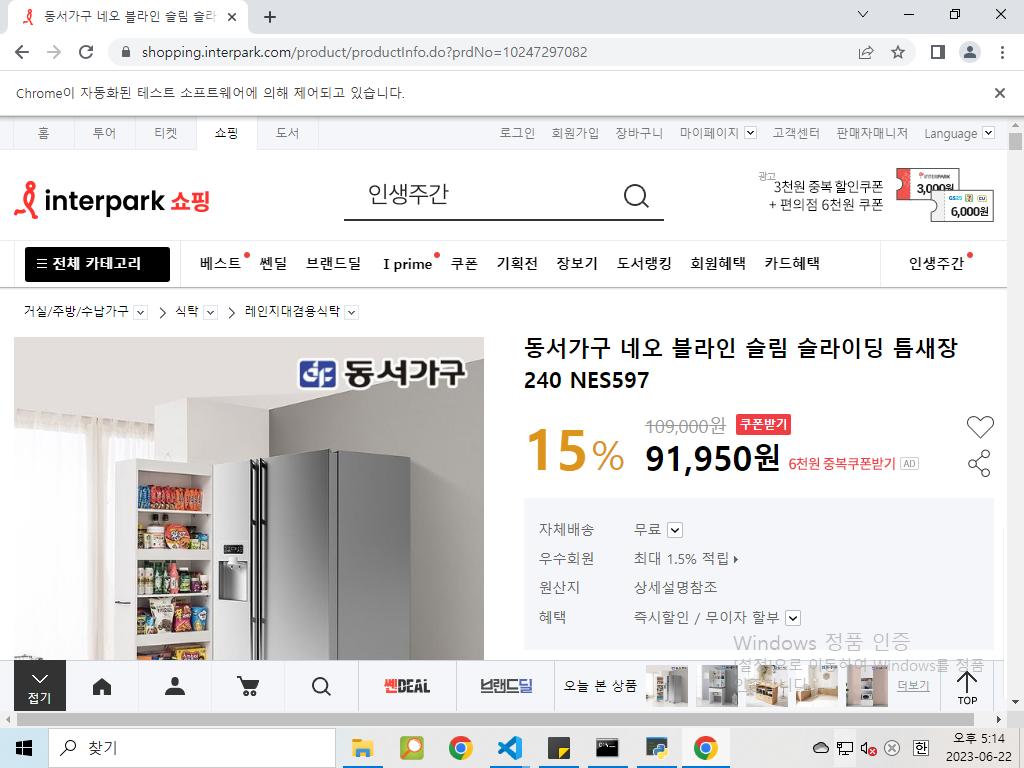 동서가구 네오 블라인 슬림 슬라
shopping.interpark.com/product/productInfo.do?prdNo=10247297082
Chrome이 자동화된 테스트 소프트웨어에 의해 제어되고 있습니다.
홈 투어 티켓 쇼핑 도서 로그인 회원가입 장바구니 마이페이지 고객센터 판매자매니저 Language
interpark 쇼핑
인생주간
광고
3천원 중복 할인쿠폰
+ 편의점 6천원 쿠폰
INTERPARK
3,000원
GS25 CU
6,000원
전체 카테고리 베스트 쎈딜 브랜드딜 I prime 쿠폰 기획전 장보기 도서랭킹 회원혜택 카드혜택 인생주간
거실/주방/수납가구 식탁 레인지대겸용식탁
동서가구
동서가구 네오 블라인 슬림 슬라이딩 틈새장
240 NES597
15%
109,000원 쿠폰받기
91,950원 6천원 중복쿠폰받기 AD
자체배송 무료
우수회원 최대 1.5% 적립
원산지 상세설명참조
혜택 즉시할인 / 무이자 할부
Windows 정품 인증
[설정]으로 이동하여 Windows를 정품
접기
쎈DEAL
브랜드딜
오늘 본 상품
더보기
TOP
찾기
한
오후 5:14
2023-06-22